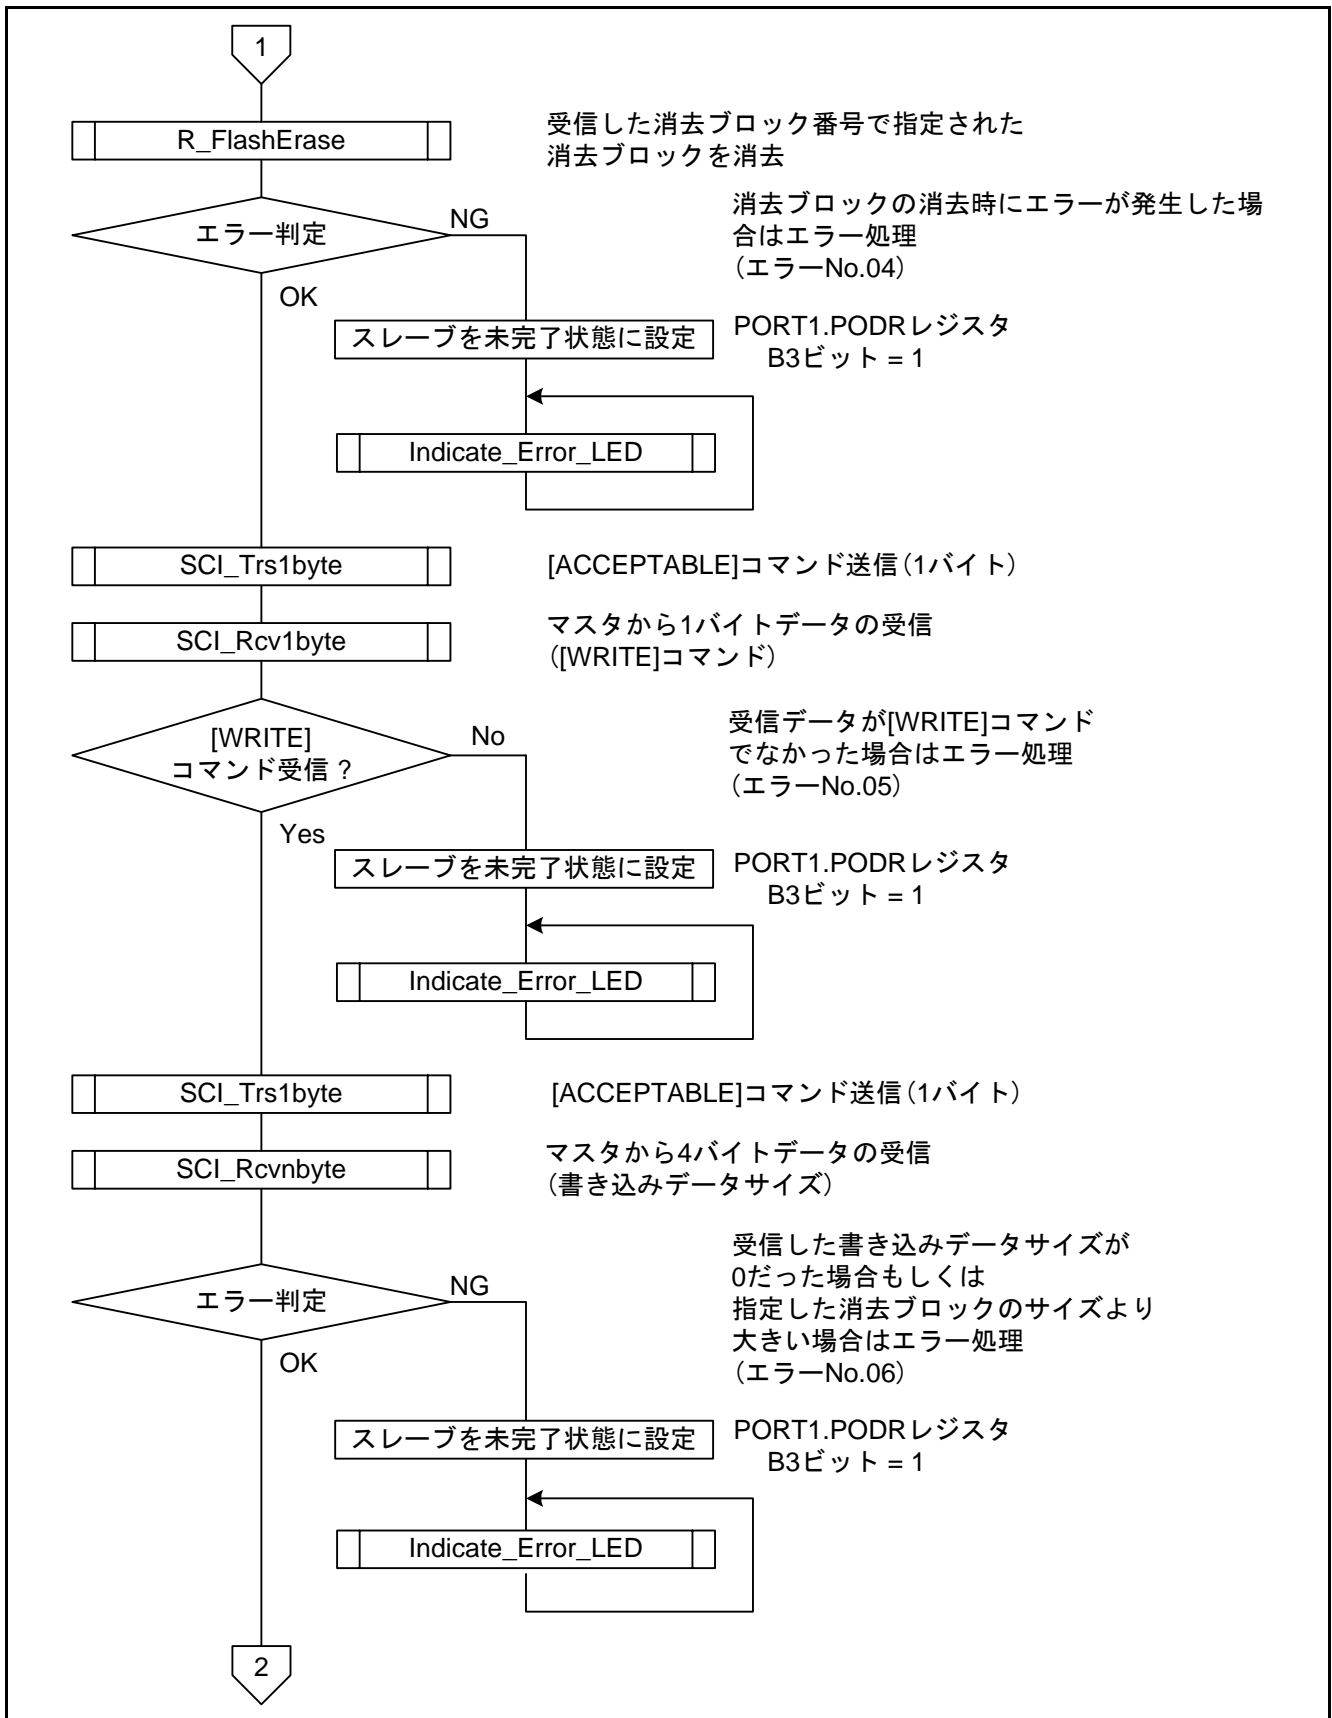 1
R_FlashErase
受信した消去ブロック番号で指定された
消去ブロックを消去
エラー判定
NG
OK
消去ブロックの消去時にエラーが発生した場
合はエラー処理
(エラーNo.04)
スレーブを未完了状態に設定
PORT1.PODRレジスタ
B3ビット = 1
Indicate_Error_LED
SCI_Trs1byte
[ACCEPTABLE]コマンド送信(1バイト)
SCI_Rcv1byte
マスタから1バイトデータの受信
([WRITE]コマンド)
[WRITE]
コマンド受信 ?
No
Yes
受信データが[WRITE]コマンド
でなかった場合はエラー処理
(エラーNo.05)
スレーブを未完了状態に設定
PORT1.PODRレジスタ
B3ビット = 1
Indicate_Error_LED
SCI_Trs1byte
[ACCEPTABLE]コマンド送信(1バイト)
SCI_Rcvnbyte
マスタから4バイトデータの受信
(書き込みデータサイズ)
エラー判定
NG
OK
受信した書き込みデータサイズが
0だった場合もしくは
指定した消去ブロックのサイズより
大きい場合はエラー処理
(エラーNo.06)
スレーブを未完了状態に設定
PORT1.PODRレジスタ
B3ビット = 1
Indicate_Error_LED
2